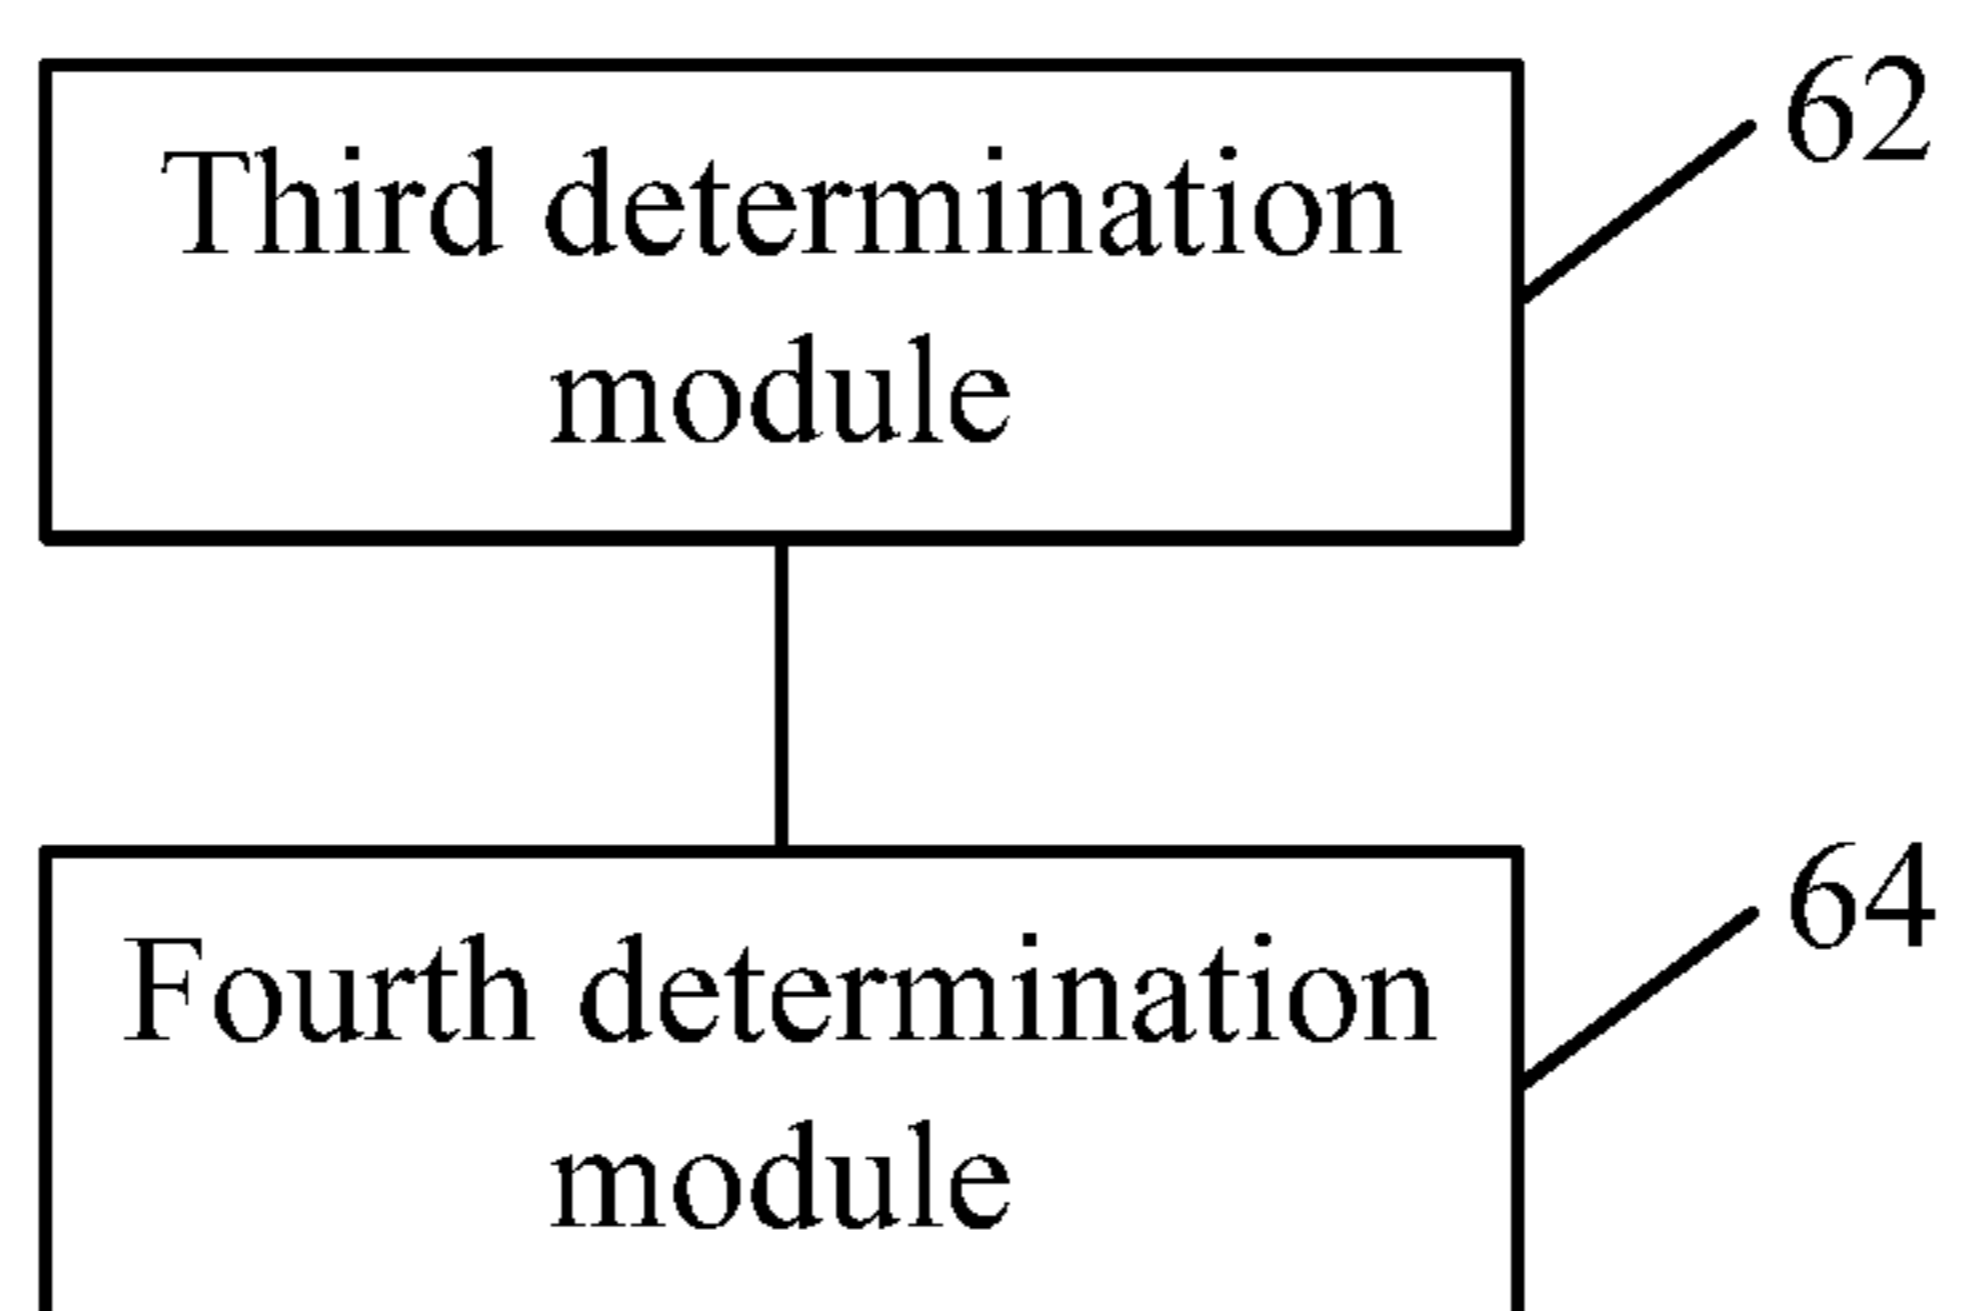 Third determination
module
62
Fourth determination
module
64